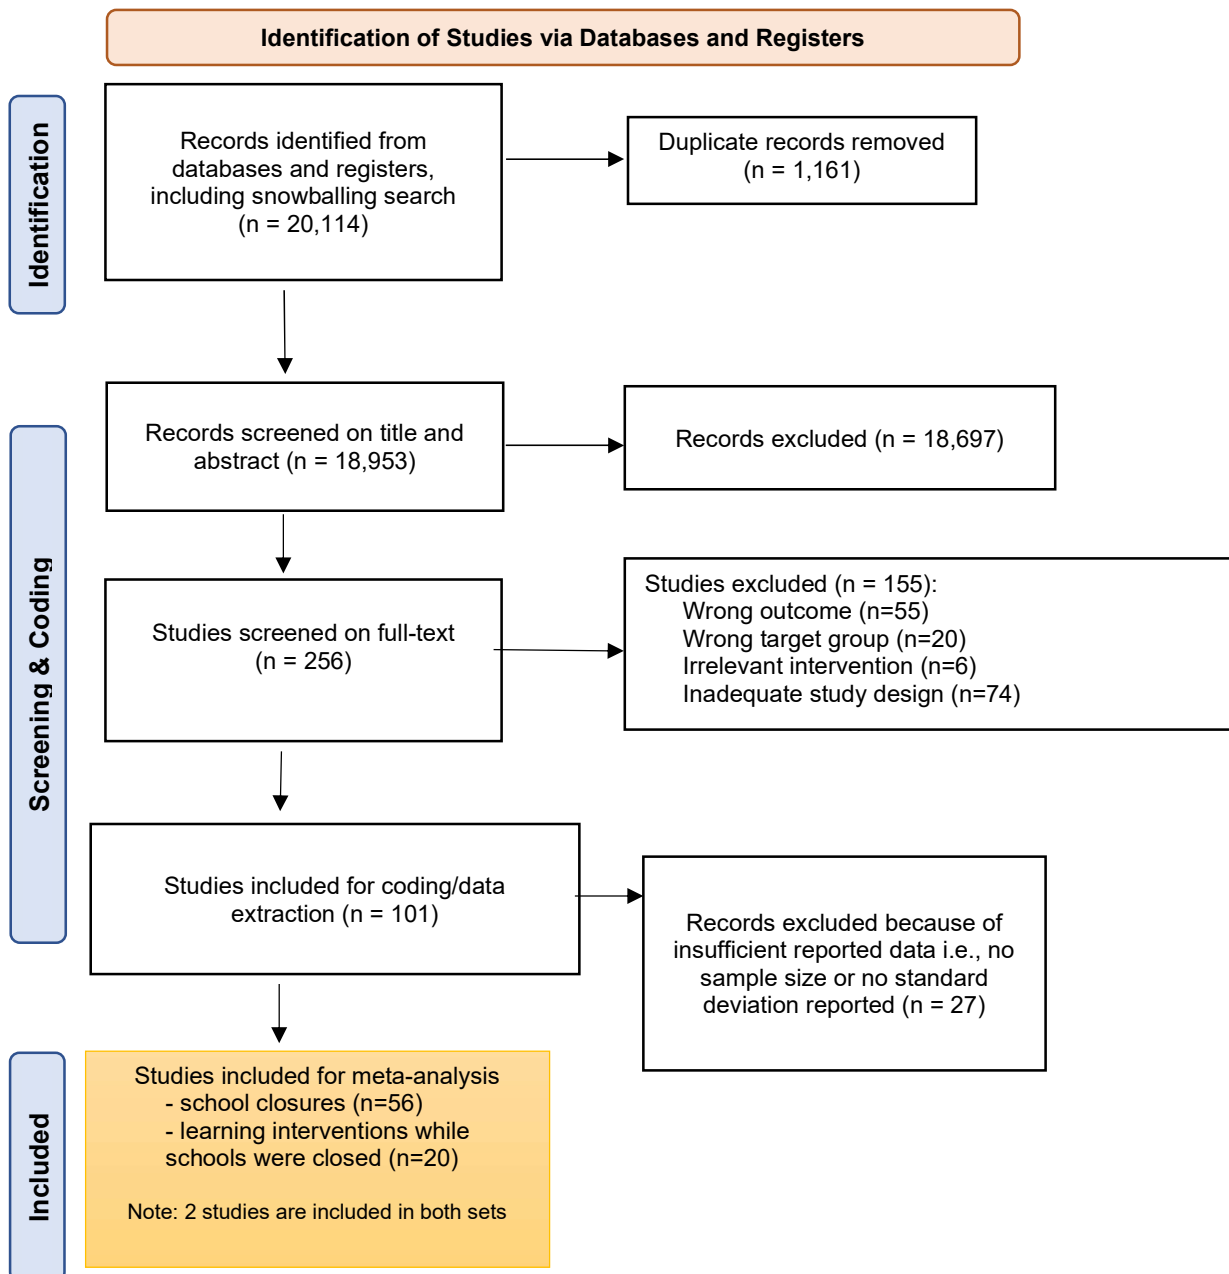 Identification of Studies via Databases and Registers
Identification
Records identified from
databases and registers,
including snowballing search
(n = 20,114)
Duplicate records removed
(n = 1,161)
Screening & Coding
Records screened on title and
abstract (n = 18,953)
Records excluded (n = 18,697)
Studies screened on full-text
(n = 256)
Studies excluded (n = 155):
Wrong outcome (n=55)
Wrong target group (n=20)
Irrelevant intervention (n=6)
Inadequate study design (n=74)
Studies included for coding/data
extraction (n = 101)
Records excluded because of
insufficient reported data i.e., no
sample size or no standard
deviation reported (n = 27)
Included
Studies included for meta-analysis
- school closures (n=56)
- learning interventions while
schools were closed (n=20)
Note: 2 studies are included in both sets